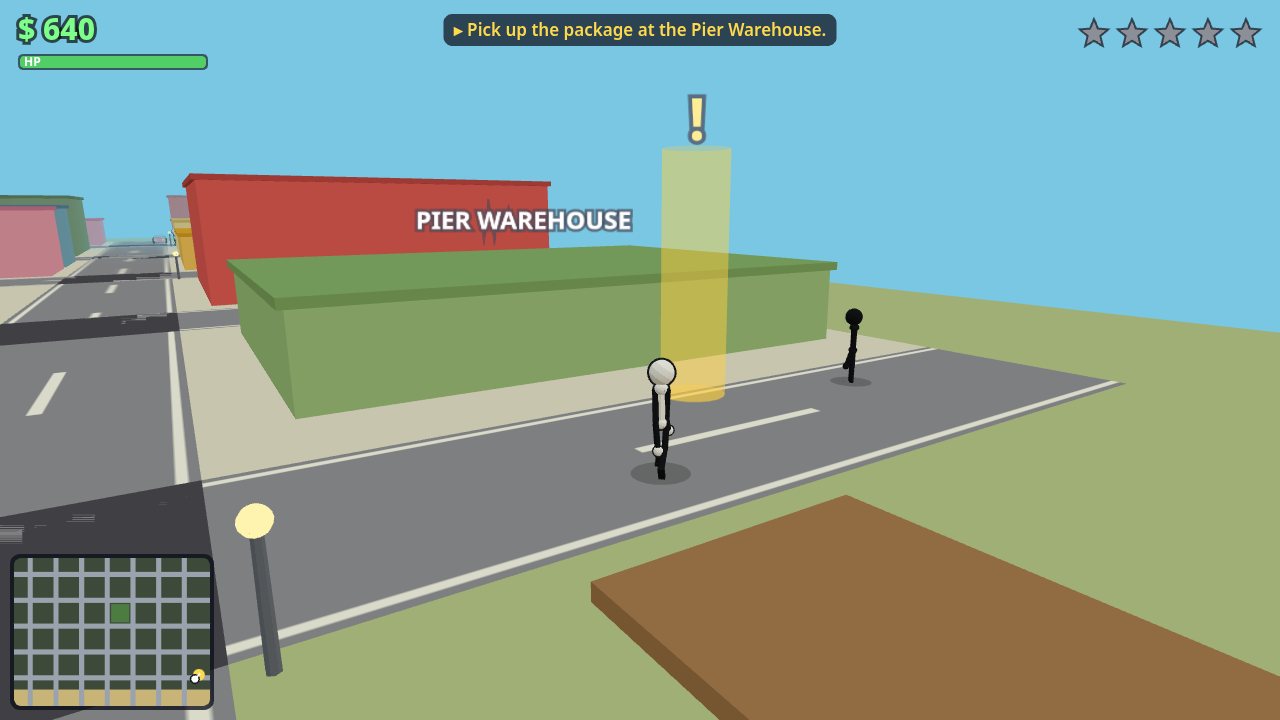 $ 640
▸ Pick up the package at the Pier Warehouse.
HP
!
PIER WAREHOUSE